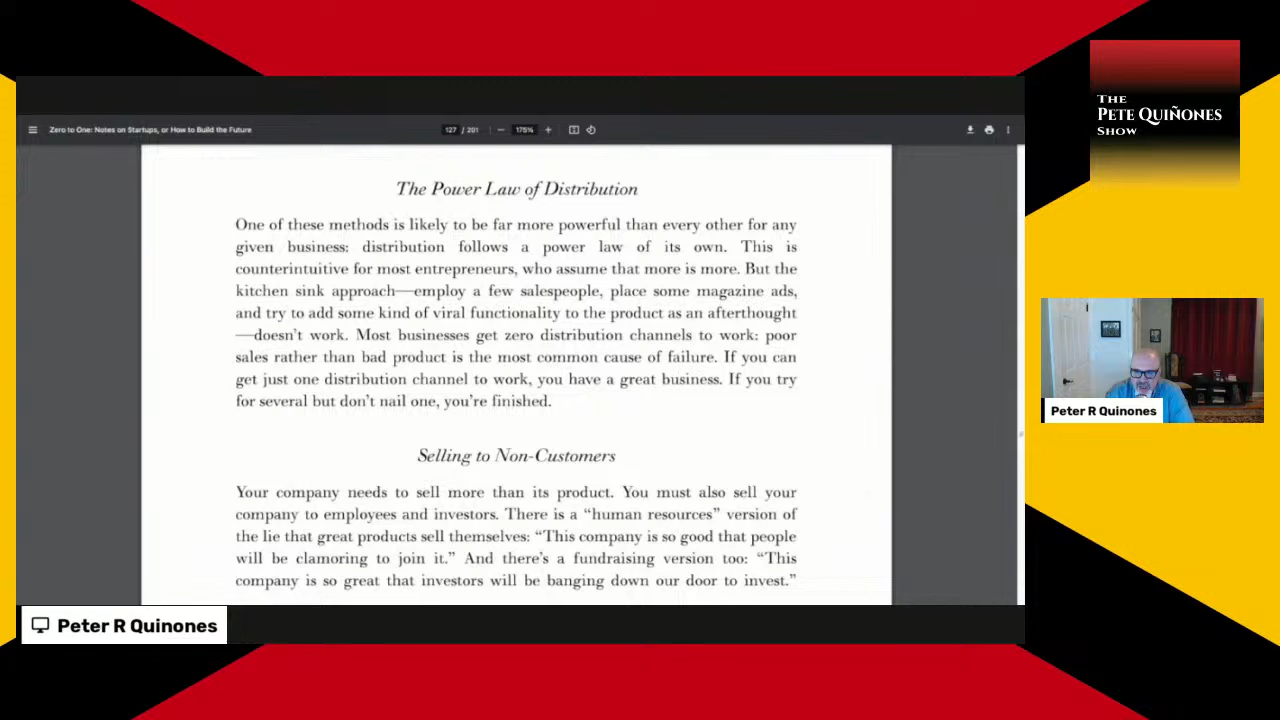 THE
PETE QUIÑONES
SHOW
Zero to One: Notes on Startups, or How to Build the Future
127 / 201
175%
The Power Law of Distribution
One of these methods is likely to be far more powerful than every other for any
given business: distribution follows a power law of its own. This is
counterintuitive for most entrepreneurs, who assume that more is more. But the
kitchen sink approach—employ a few salespeople, place some magazine ads,
and try to add some kind of viral functionality to the product as an afterthought
—doesn't work. Most businesses get zero distribution channels to work: poor
sales rather than bad product is the most common cause of failure. If you can
get just one distribution channel to work, you have a great business. If you try
for several but don't nail one, you're finished.
Selling to Non-Customers
Your company needs to sell more than its product. You must also sell your
company to employees and investors. There is a “human resources” version of
the lie that great products sell themselves: “This company is so good that people
will be clamoring to join it.” And there's a fundraising version too: “This
company is so great that investors will be banging down our door to invest.”
Peter R Quinones
Peter R Quinones